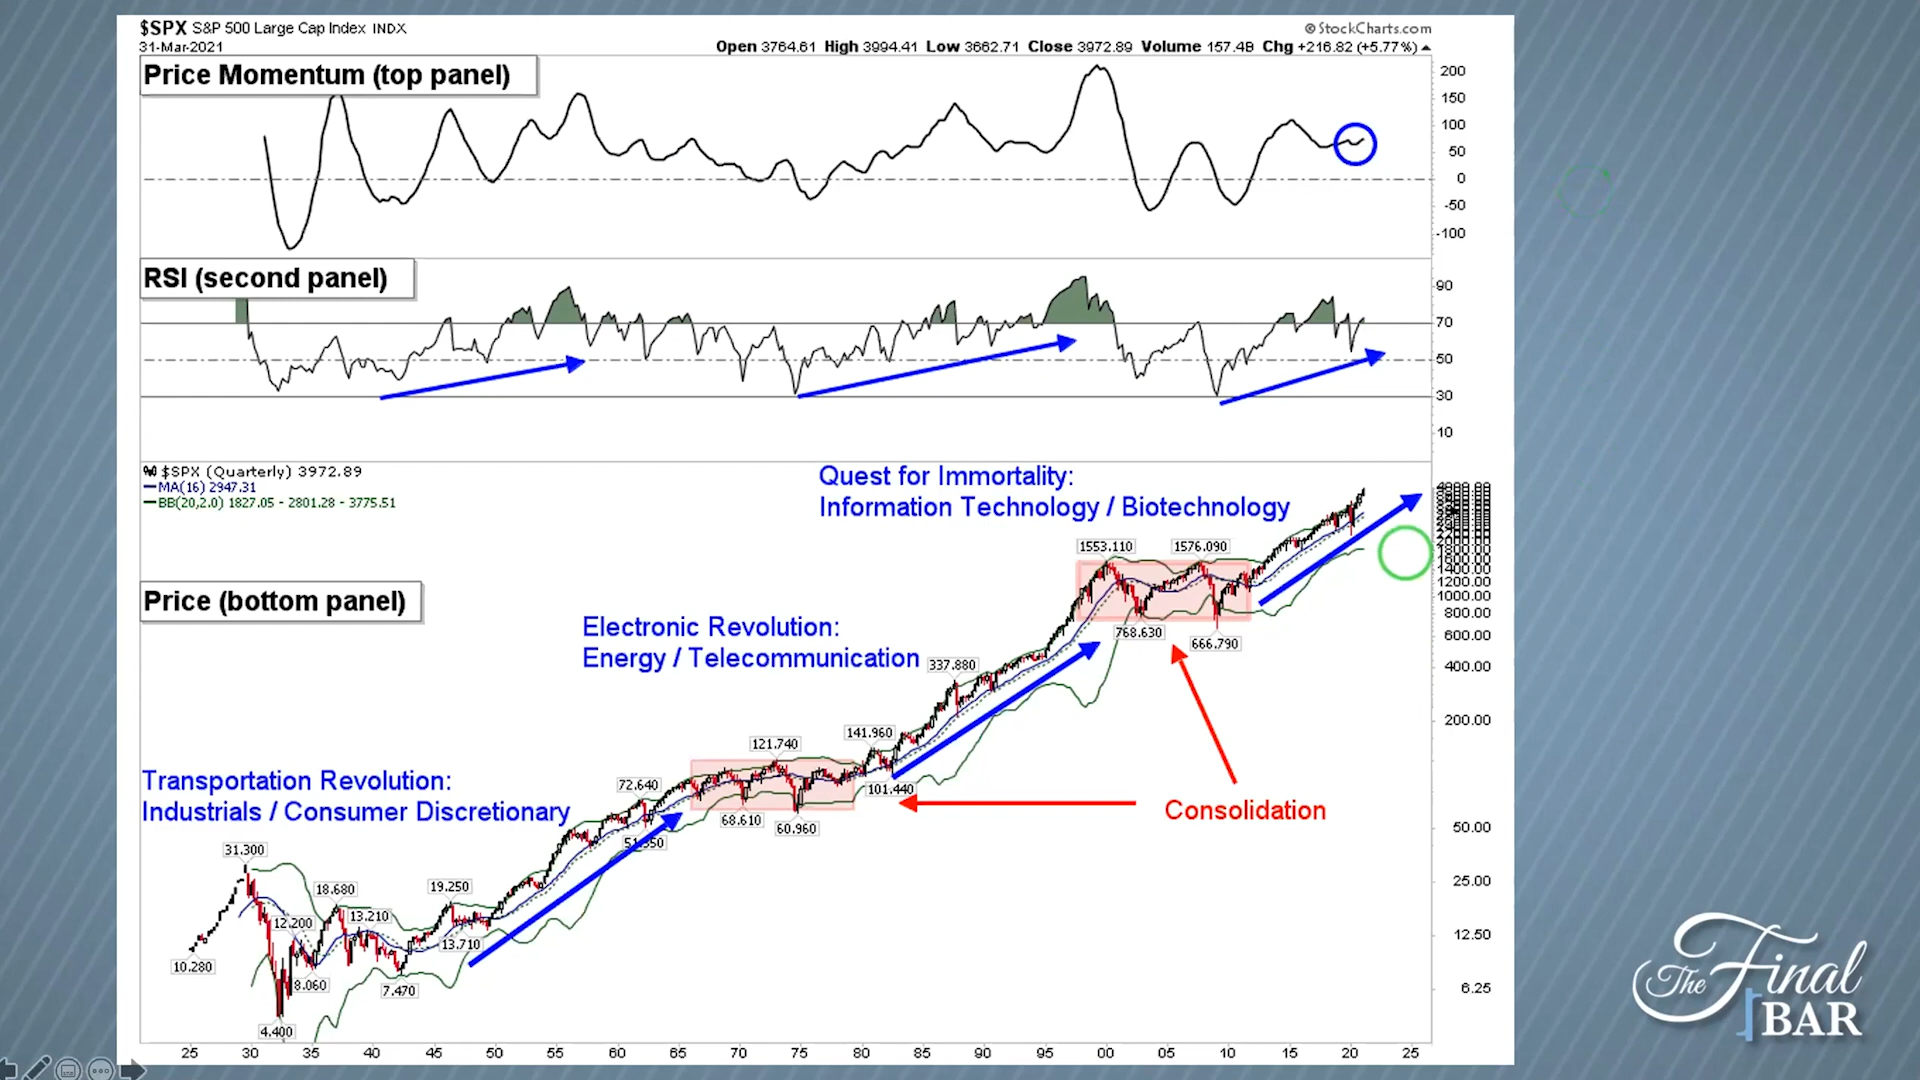 $SPX S&P 500 Large Cap Index INDX
© StockCharts.com
31-Mar-2021
Open 3764.61 High 3994.41 Low 3662.71 Close 3972.89 Volume 157.4B Chg +216.82 (+5.77%)
Price Momentum (top panel)
200
150
100
50
0
-50
-100
RSI (second panel)
90
70
50
30
10
$SPX (Quarterly) 3972.89
MA(16) 2947.31
BB(20,2.0) 1827.05 - 2801.28 - 3775.51
Quest for Immortality:
Information Technology / Biotechnology
1553.110
1576.090
768.630
666.790
Price (bottom panel)
Electronic Revolution:
Energy / Telecommunication
337.880
121.740
141.960
101.440
72.640
68.610
60.960
Transportation Revolution:
Industrials / Consumer Discretionary
Consolidation
31.300
18.680
19.250
12.200
13.210
13.710
10.280
8.060
7.470
4.400
4000.00
2000.00
1800.00
1400.00
1200.00
1000.00
800.00
600.00
400.00
200.00
50.00
25.00
12.50
6.25
25 30 35 40 45 50 55 60 65 70 75 80 85 90 95 00 05 10 15 20 25
The Final
BAR